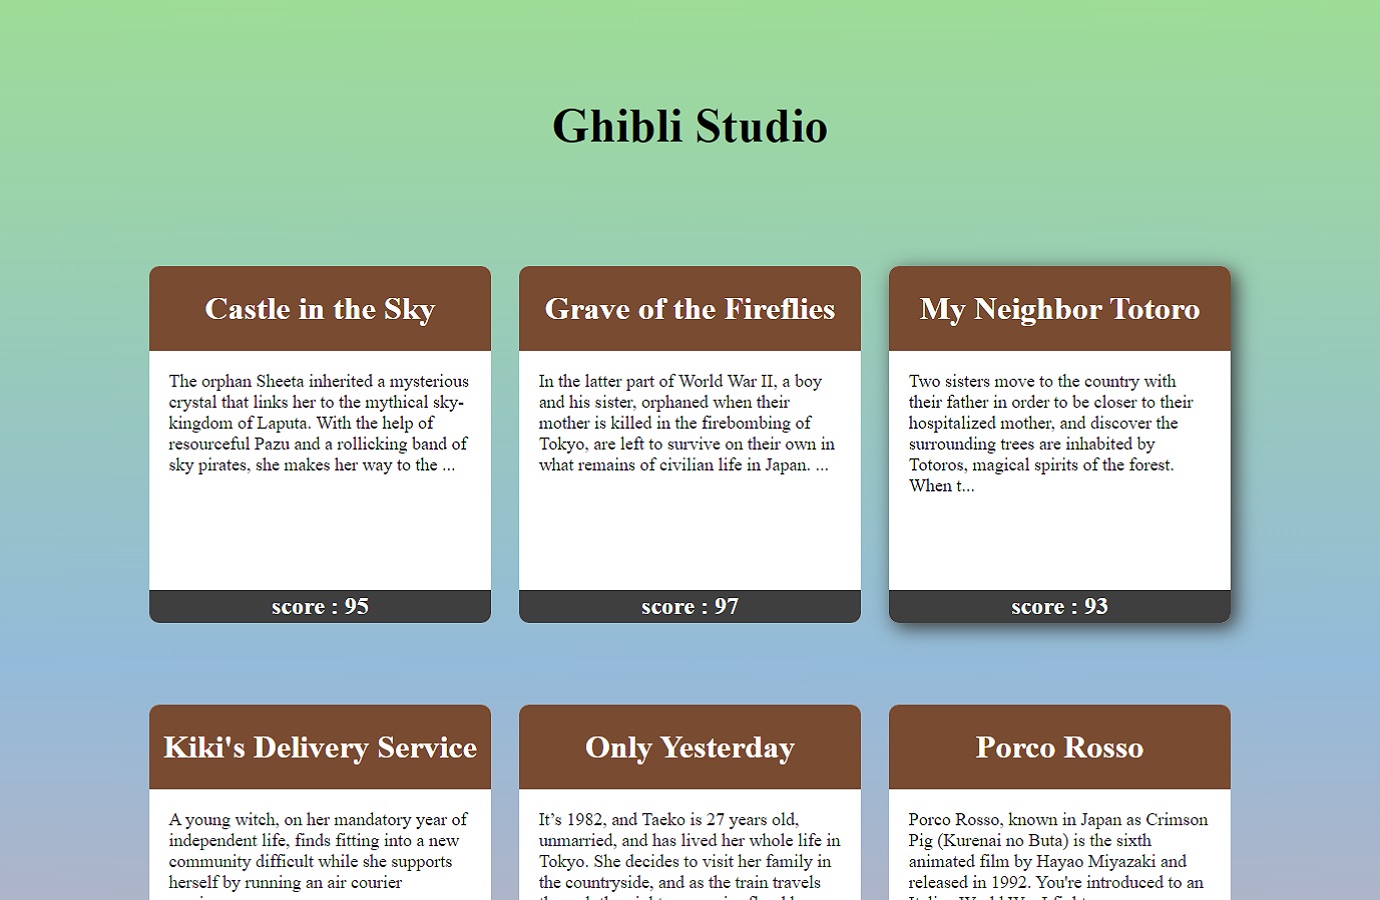 Ghibli Studio
Castle in the Sky
The orphan Sheeta inherited a mysterious
crystal that links her to the mythical sky-
kingdom of Laputa. With the help of
resourceful Pazu and a rollicking band of
sky pirates, she makes her way to the ...
score : 95
Grave of the Fireflies
In the latter part of World War II, a boy
and his sister, orphaned when their
mother is killed in the firebombing of
Tokyo, are left to survive on their own in
what remains of civilian life in Japan. ...
score : 97
My Neighbor Totoro
Two sisters move to the country with
their father in order to be closer to their
hospitalized mother, and discover the
surrounding trees are inhabited by
Totoros, magical spirits of the forest.
When t...
score : 93
Kiki's Delivery Service
A young witch, on her mandatory year of
independent life, finds fitting into a new
community difficult while she supports
herself by running an air courier
Only Yesterday
It’s 1982, and Taeko is 27 years old,
unmarried, and has lived her whole life in
Tokyo. She decides to visit her family in
the countryside, and as the train travels
Porco Rosso
Porco Rosso, known in Japan as Crimson
Pig (Kurenai no Buta) is the sixth
animated film by Hayao Miyazaki and
released in 1992. You're introduced to an